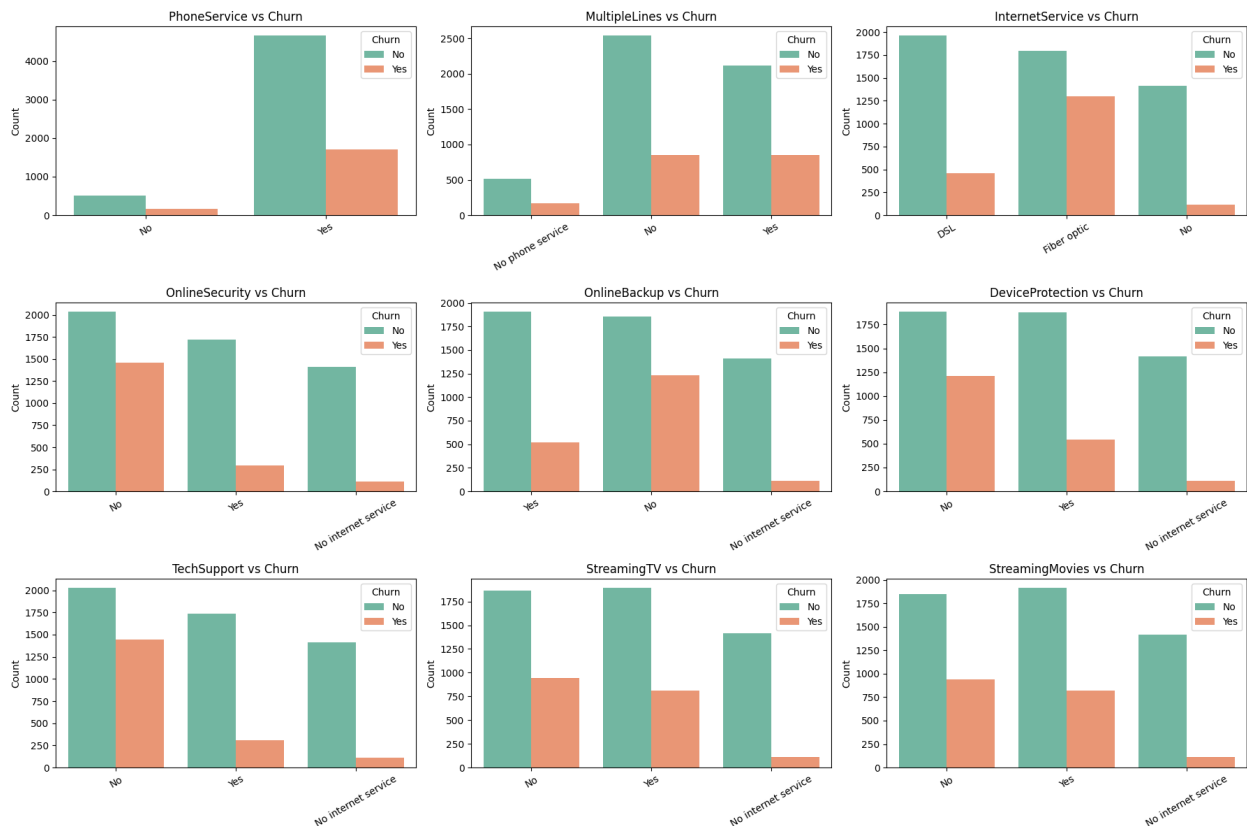 PhoneService vs Churn
Count
4000
3000
2000
1000
0
Churn
No
Yes
No
Yes
MultipleLines vs Churn
Count
2500
2000
1500
1000
500
0
Churn
No
Yes
No phone service
No
Yes
InternetService vs Churn
Count
2000
1750
1500
1250
1000
750
500
250
0
Churn
No
Yes
DSL
Fiber optic
No
OnlineSecurity vs Churn
Count
2000
1750
1500
1250
1000
750
500
250
0
Churn
No
Yes
No
Yes
No internet service
OnlineBackup vs Churn
Count
2000
1750
1500
1250
1000
750
500
250
0
Churn
No
Yes
Yes
No
No internet service
DeviceProtection vs Churn
Count
1750
1500
1250
1000
750
500
250
0
Churn
No
Yes
No
Yes
No internet service
TechSupport vs Churn
Count
2000
1750
1500
1250
1000
750
500
250
0
Churn
No
Yes
No
Yes
No internet service
StreamingTV vs Churn
Count
1750
1500
1250
1000
750
500
250
0
Churn
No
Yes
No
Yes
No internet service
StreamingMovies vs Churn
Count
2000
1750
1500
1250
1000
750
500
250
0
Churn
No
Yes
No
Yes
No internet service